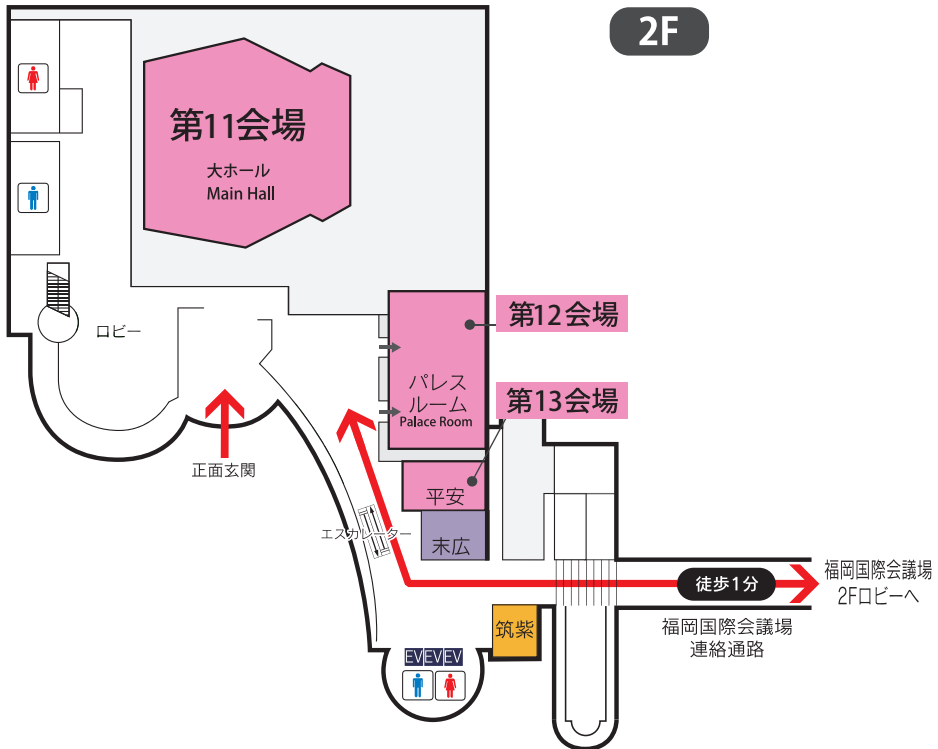 2F
第11会場
大ホール
Main Hall
第12会場
ロビー
パレス
ルーム
Palace Room
第13会場
正面玄関
平安
エスカレーター
末広
徒歩1分
福岡国際会議場
2Fロビーへ
筑紫
福岡国際会議場
連絡通路
EV EV EV